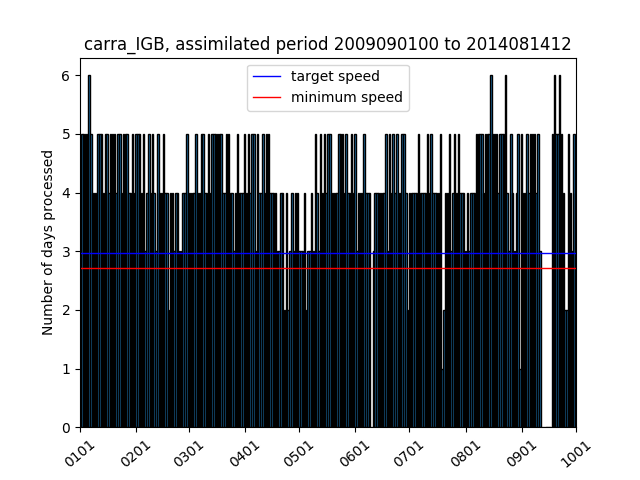 carra_IGB, assimilated period 2009090100 to 2014081412
target speed
minimum speed
Number of days processed
6
5
4
3
2
1
0
0101 0201 0301 0401 0501 0601 0701 0801 0901 1001